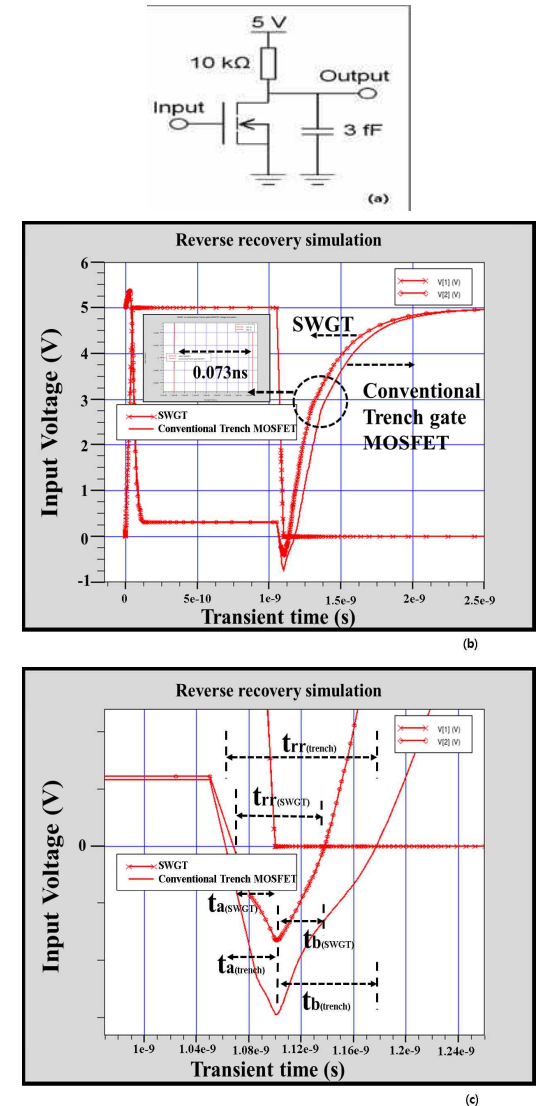 5 V
10 kΩ
Output
Input
3 fF
(a)
Reverse recovery simulation
Input Voltage (V)
6
5
4
3
2
1
0
-1
V[1] (V)
V[2] (V)
SWGT
0.073ns
SWGT
Conventional Trench MOSFET
Conventional
Trench gate
MOSFET
0
5e-10
1e-9
1.5e-9
2e-9
2.5e-9
Transient time (s)
(b)
Reverse recovery simulation
Input Voltage (V)
0
V[1] (V)
V[2] (V)
trr(trench)
trr(SWGT)
SWGT
Conventional Trench MOSFET
ta(SWGT)
tb(SWGT)
ta(trench)
tb(trench)
1e-9
1.04e-9
1.08e-9
1.12e-9
1.16e-9
1.2e-9
1.24e-9
Transient time (s)
(c)